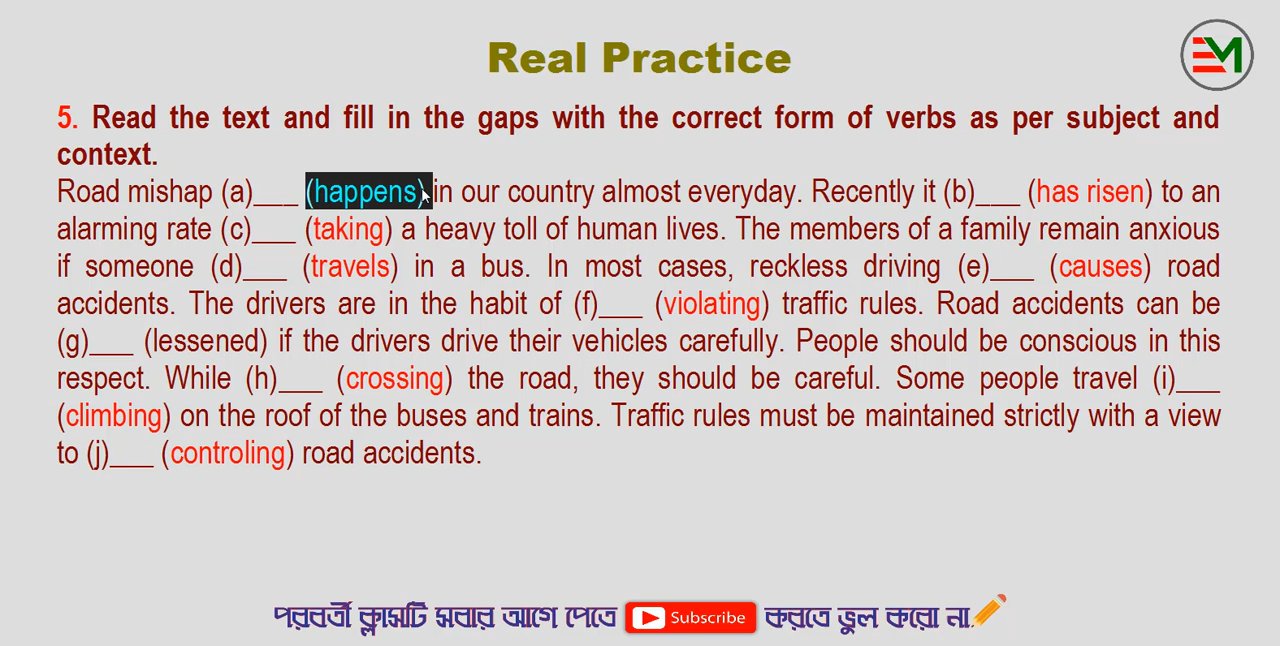 Real Practice
EM
5. Read the text and fill in the gaps with the correct form of verbs as per subject and
context.
Road mishap (a)___ (happens) in our country almost everyday. Recently it (b)___ (has risen) to an
alarming rate (c)___ (taking) a heavy toll of human lives. The members of a family remain anxious
if someone (d)___ (travels) in a bus. In most cases, reckless driving (e)___ (causes) road
accidents. The drivers are in the habit of (f)___ (violating) traffic rules. Road accidents can be
(g)___ (lessened) if the drivers drive their vehicles carefully. People should be conscious in this
respect. While (h)___ (crossing) the road, they should be careful. Some people travel (i)___
(climbing) on the roof of the buses and trains. Traffic rules must be maintained strictly with a view
to (j)___ (controling) road accidents.
পরবর্তী ক্লাসটি সবার আগে পেতে Subscribe করতে ভুল করো না